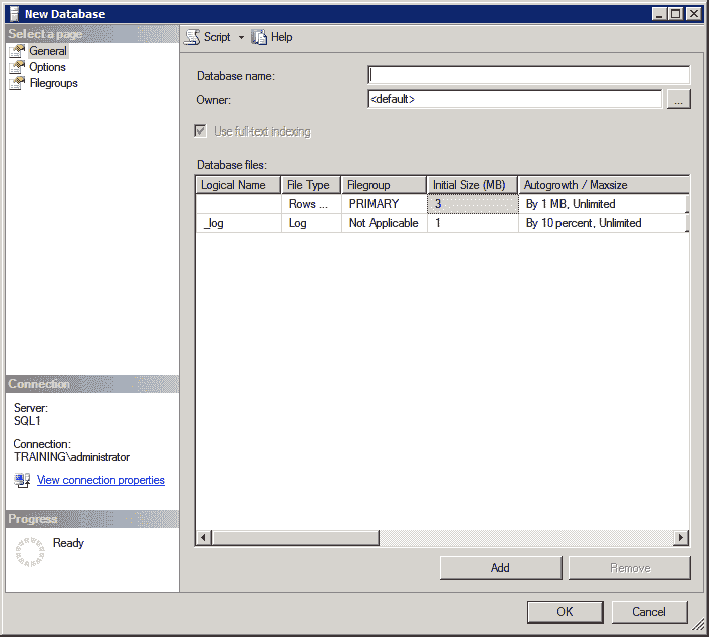 New Database
Select a page
General
Options
Filegroups
Script
Help
Database name:
Owner:
<default>
...
Use full-text indexing
Database files:
Logical Name File Type Filegroup Initial Size (MB) Autogrowth / Maxsize
Rows ... PRIMARY 3 By 1 MB, Unlimited
_log Log Not Applicable 1 By 10 percent, Unlimited
Connection
Server:
SQL1
Connection:
TRAINING\administrator
View connection properties
Progress
Ready
Add
Remove
OK
Cancel